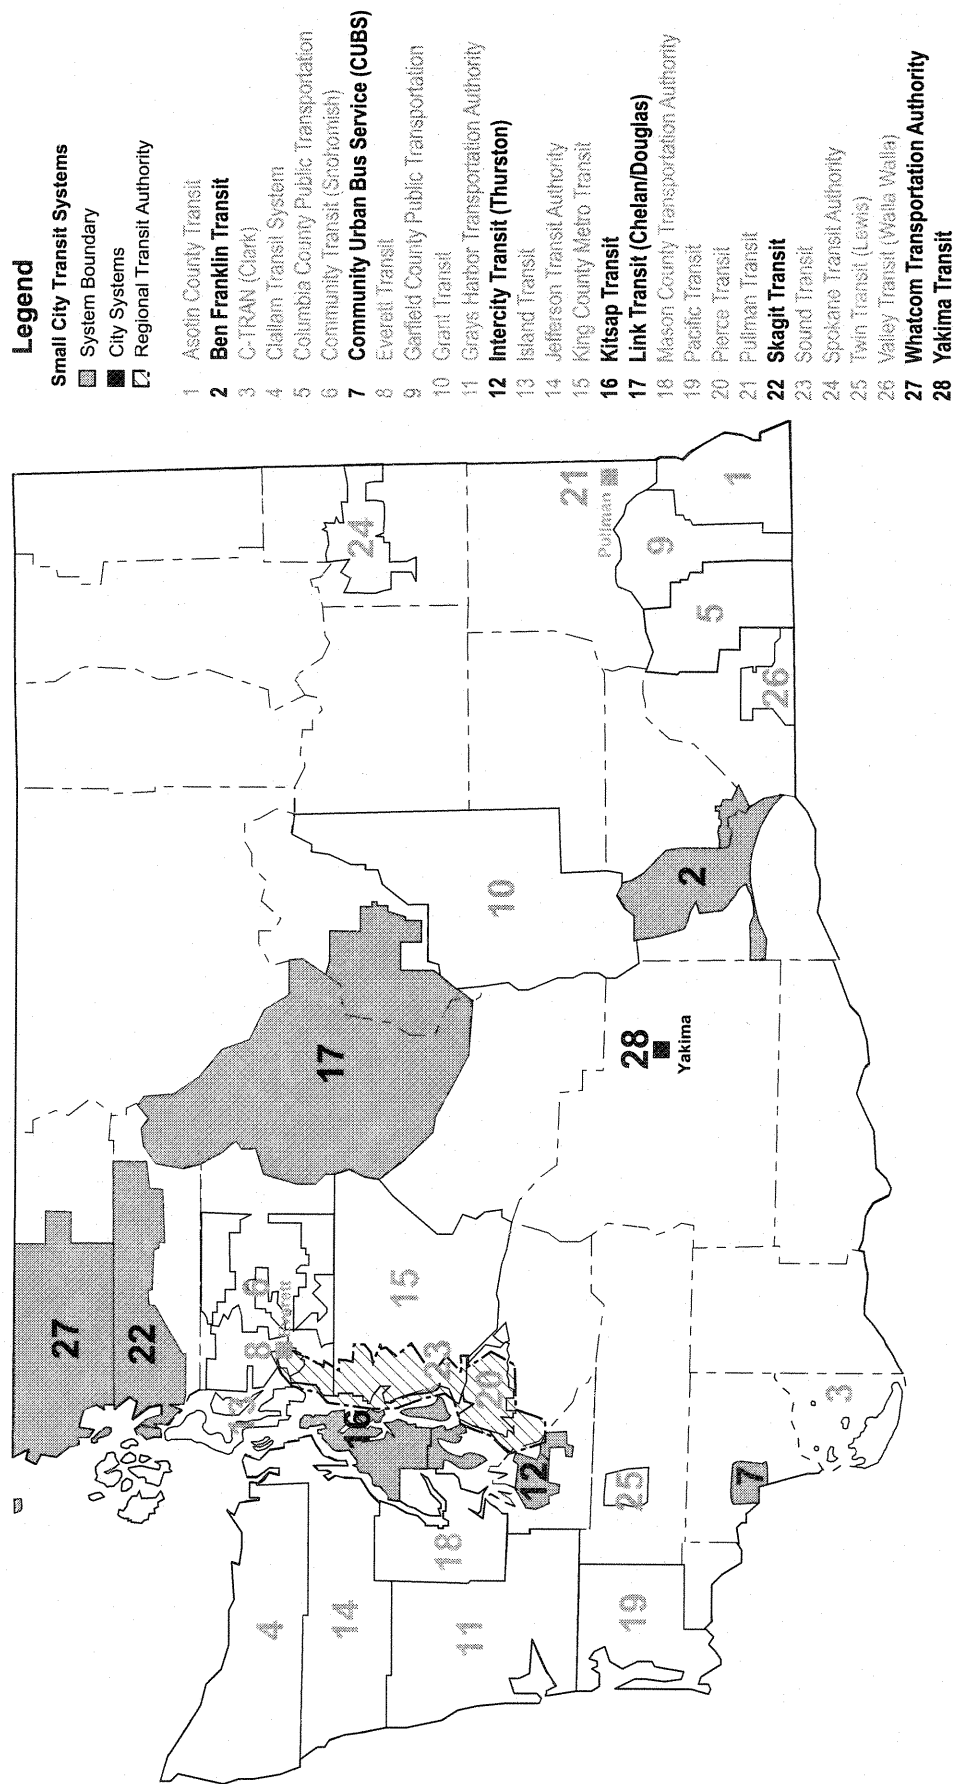 Legend
Small City Transit Systems
System Boundary
City Systems
Regional Transit Authority
1 Asotin County Transit
2 Ben Franklin Transit
3 C-TRAN (Clark)
4 Clallam Transit System
5 Columbia County Public Transportation
6 Community Transit (Snohomish)
7 Community Urban Bus Service (CUBS)
8 Everett Transit
9 Garfield County Public Transportation
10 Grant Transit
11 Grays Harbor Transportation Authority
12 Intercity Transit (Thurston)
13 Island Transit
14 Jefferson Transit Authority
15 King County Metro Transit
16 Kitsap Transit
17 Link Transit (Chelan/Douglas)
18 Mason County Transportation Authority
19 Pacific Transit
20 Pierce Transit
21 Pullman Transit
22 Skagit Transit
23 Sound Transit
24 Spokane Transit Authority
25 Twin Transit (Lewis)
26 Valley Transit (Walla Walla)
27 Whatcom Transportation Authority
28 Yakima Transit
27
22
17
24
13
8
6
Everett
4
14
16
15
23
20
18
11
12
10
21
Pullman
19
25
28
Yakima
2
9
5
1
26
7
3